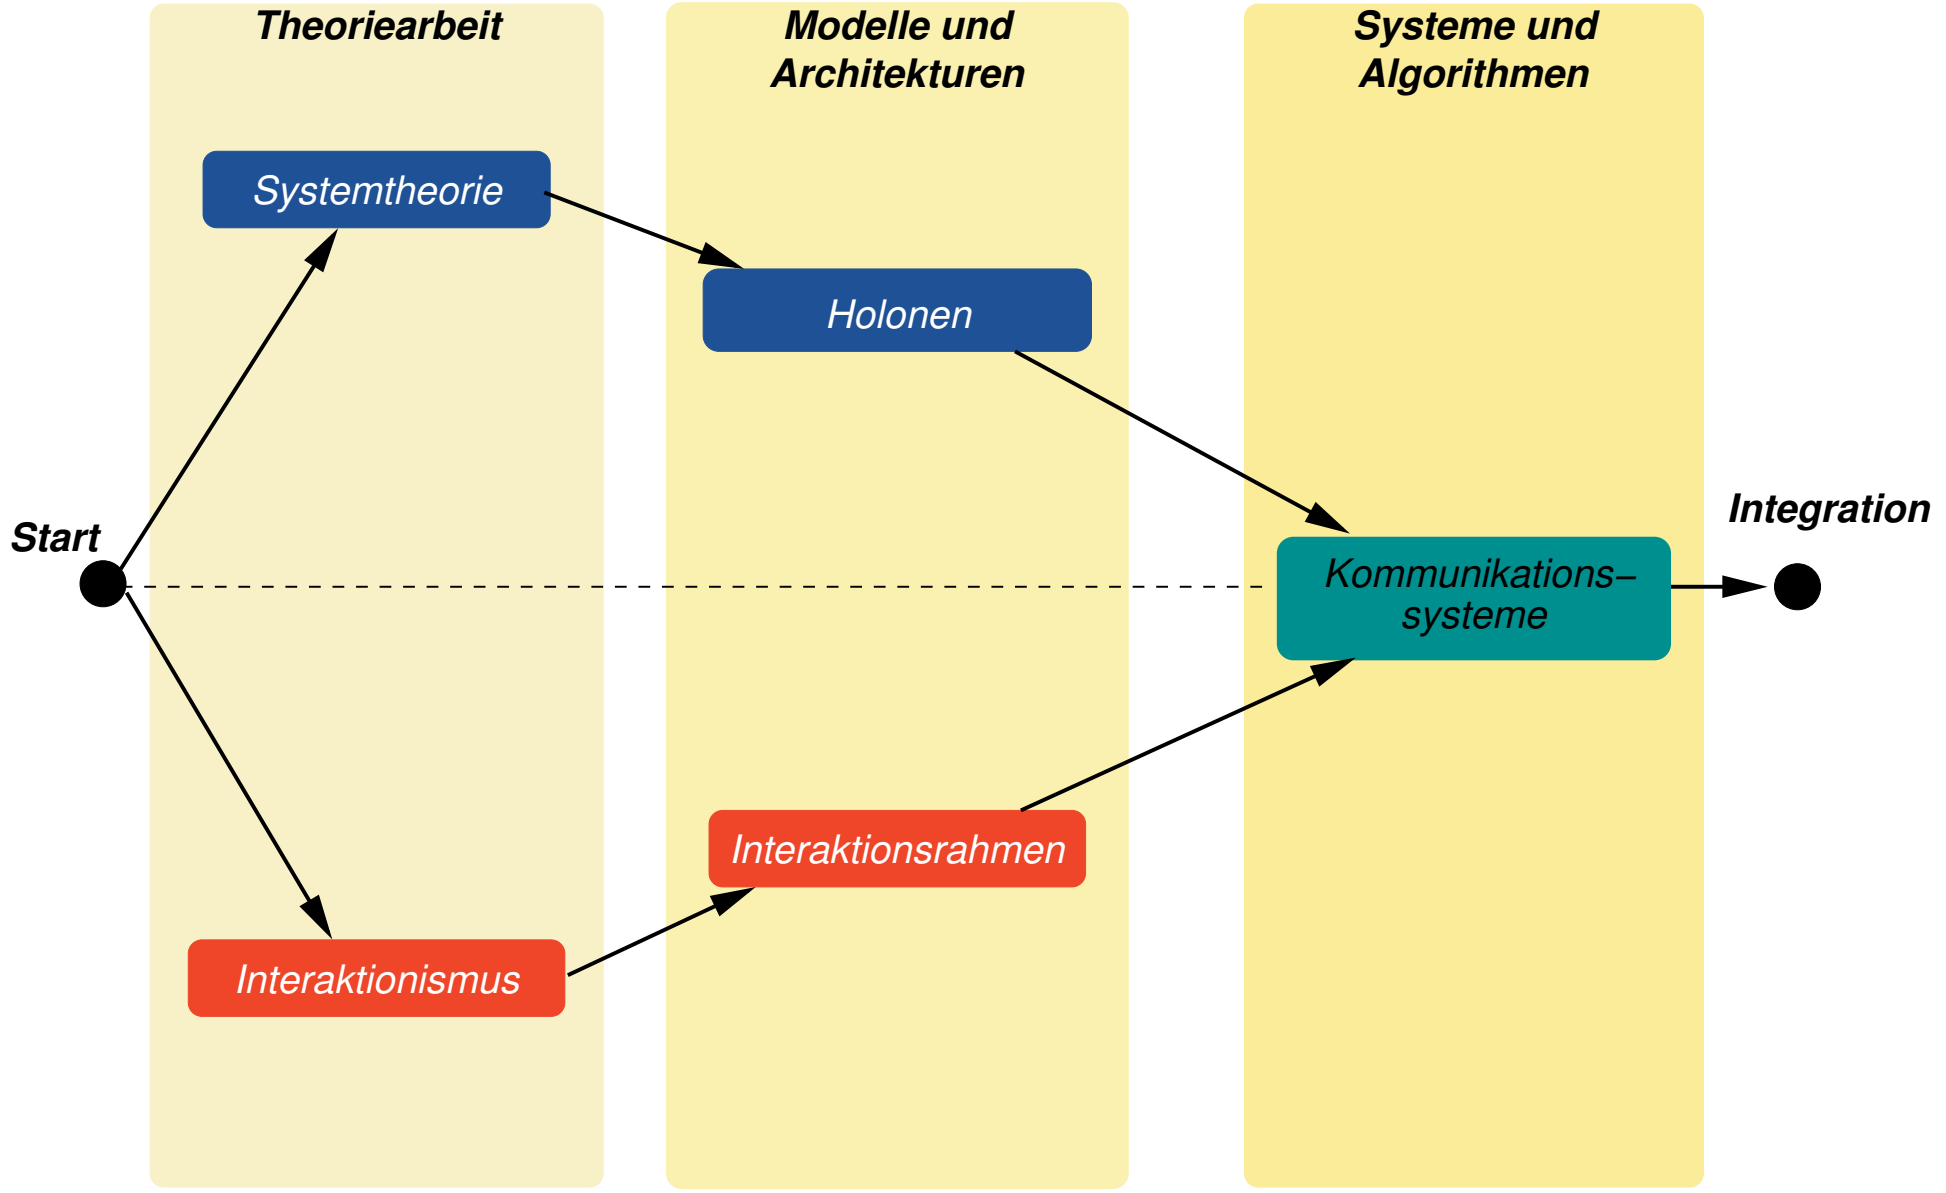 Theoriearbeit
Modelle und
Architekturen
Systeme und
Algorithmen
Systemtheorie
Holonen
Start
Integration
Kommunikations–
systeme
Interaktionsrahmen
Interaktionismus